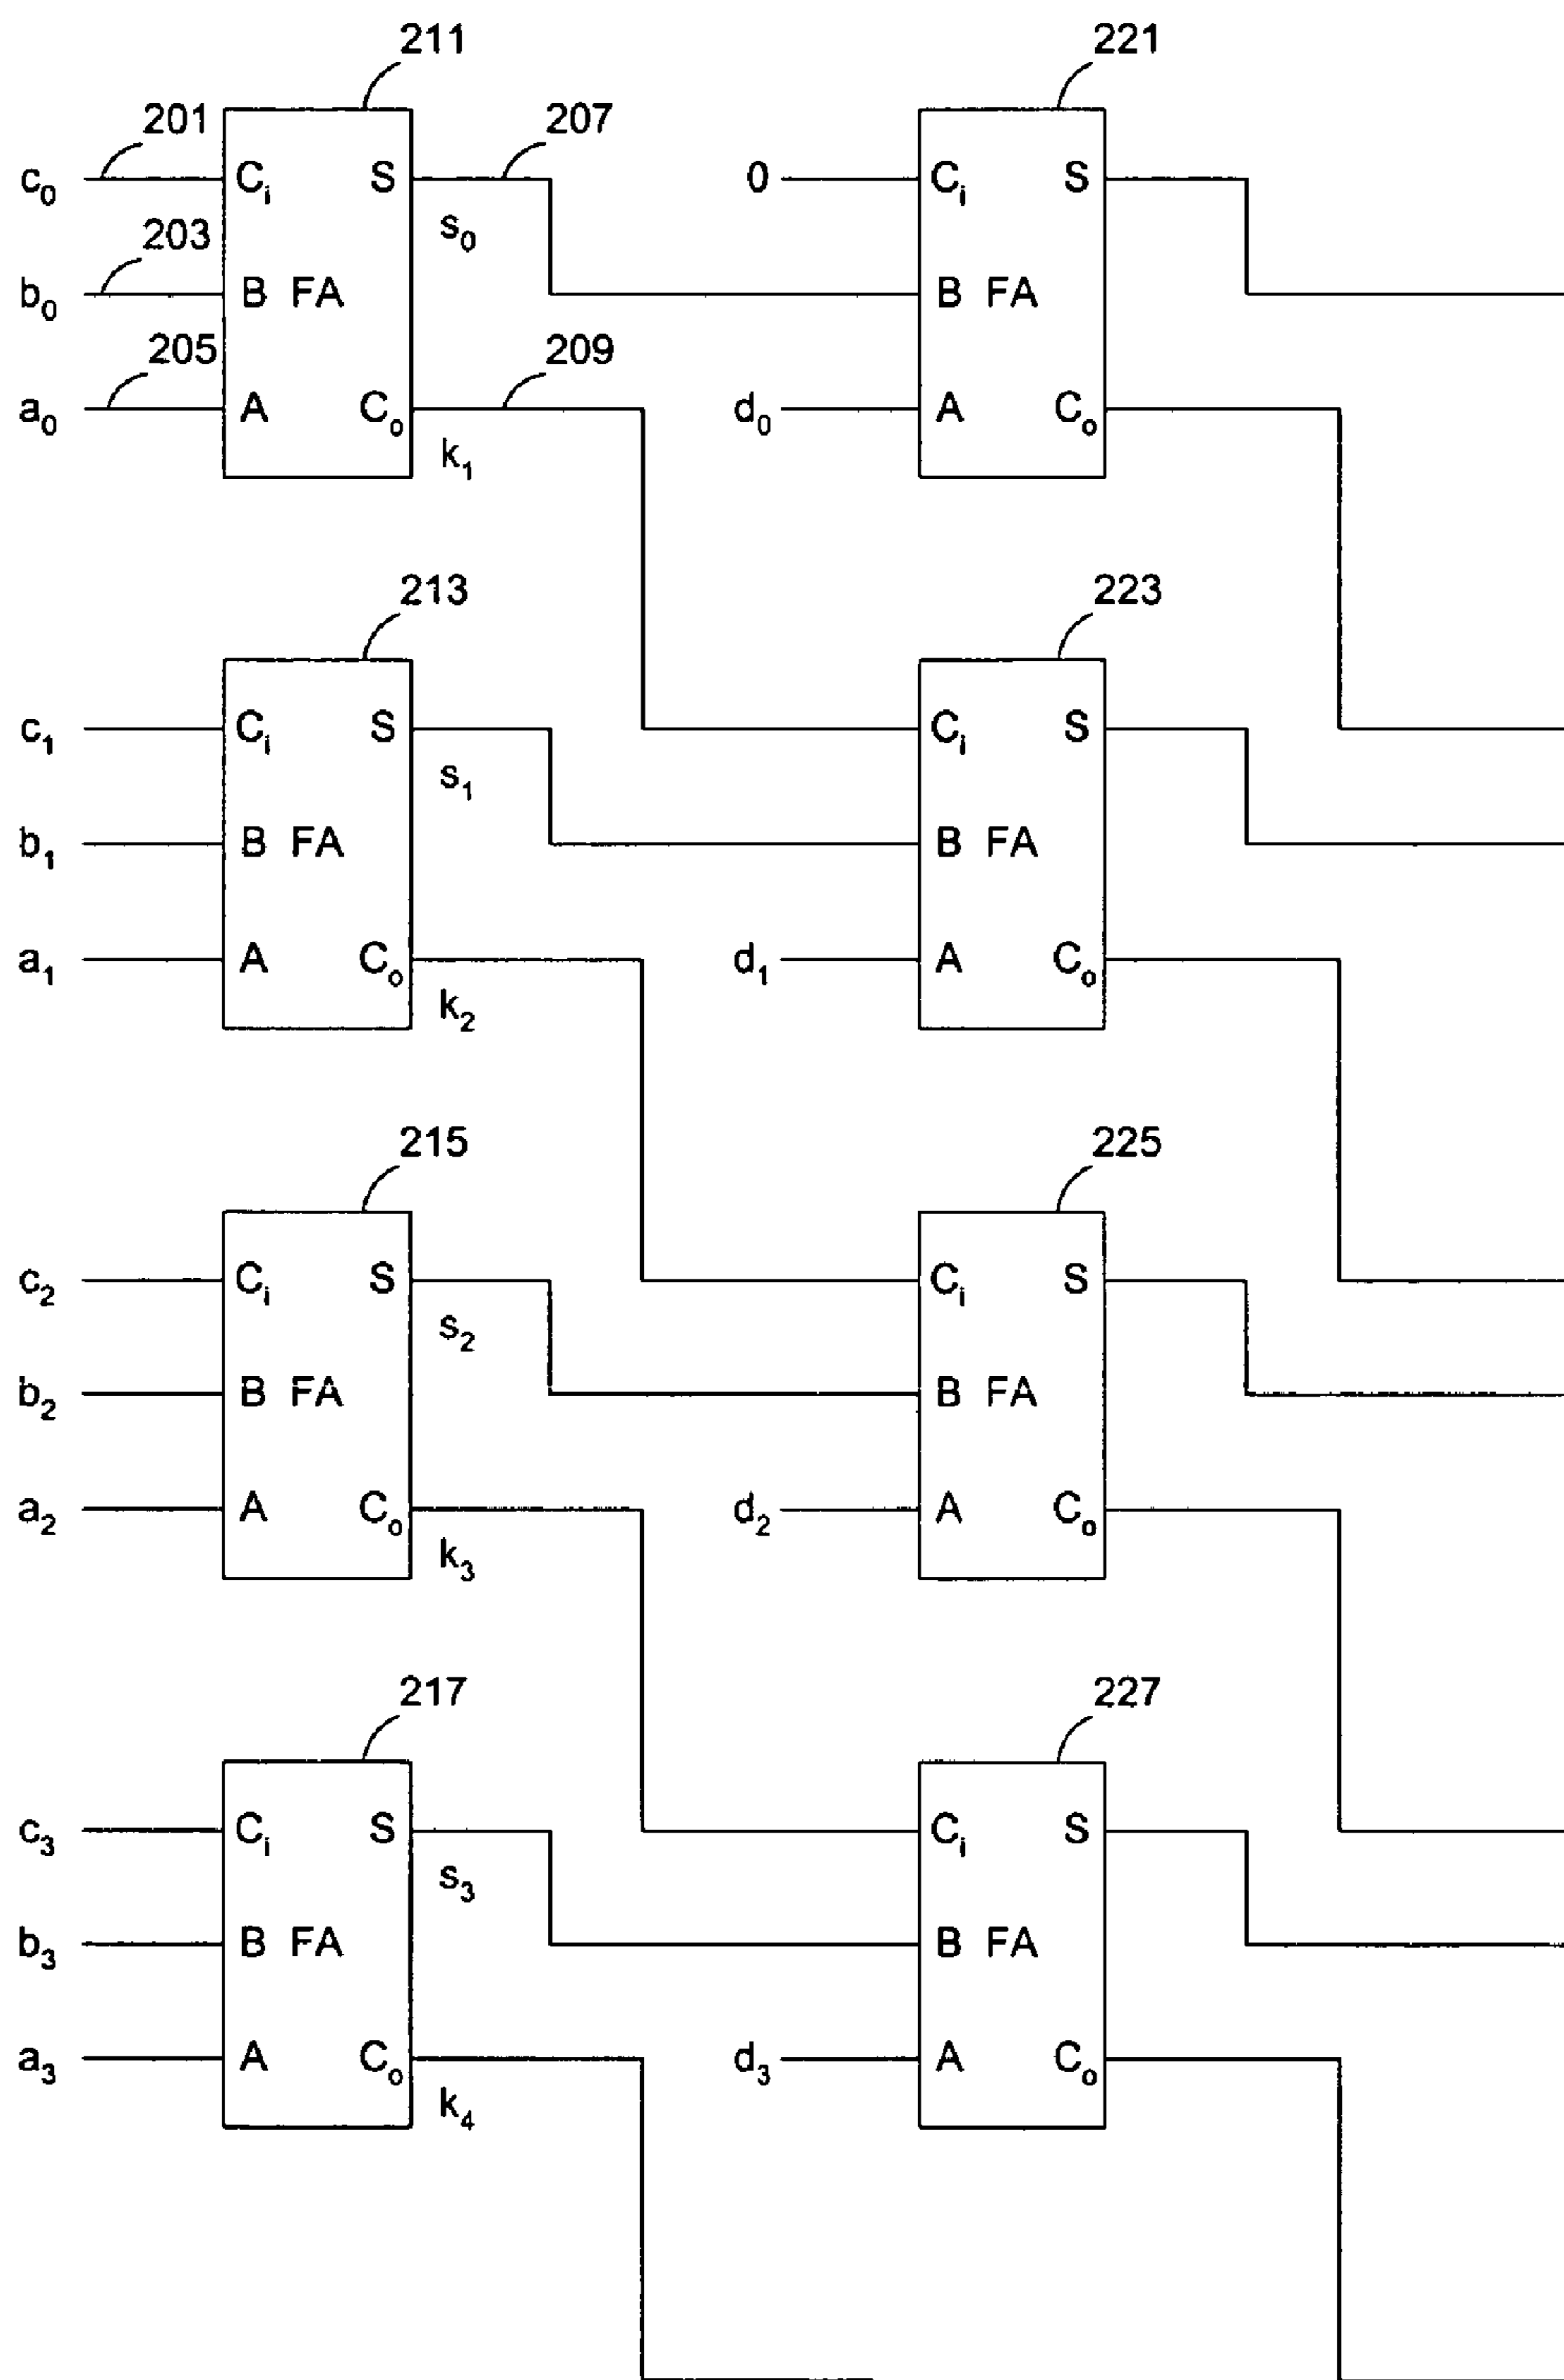 211 221
201 207
c₀ Cᵢ S 0 Cᵢ S
203 s₀
b₀ B FA B FA
205 209
a₀ A Cₒ d₀ A Cₒ
k₁
213 223
c₁ Cᵢ S Cᵢ S
s₁
b₁ B FA B FA
a₁ A Cₒ d₁ A Cₒ
k₂
215 225
c₂ Cᵢ S Cᵢ S
s₂
b₂ B FA B FA
a₂ A Cₒ d₂ A Cₒ
k₃
217 227
c₃ Cᵢ S Cᵢ S
s₃
b₃ B FA B FA
a₃ A Cₒ d₃ A Cₒ
k₄